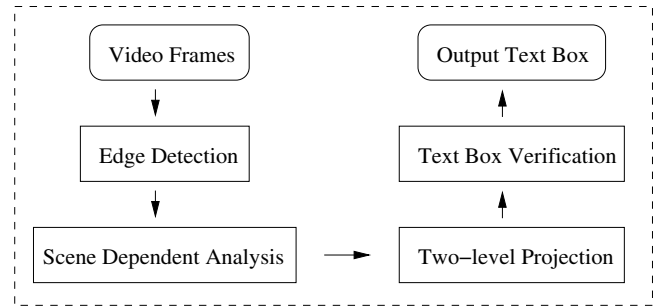 Video Frames
Edge Detection
Scene Dependent Analysis
Two−level Projection
Text Box Verification
Output Text Box